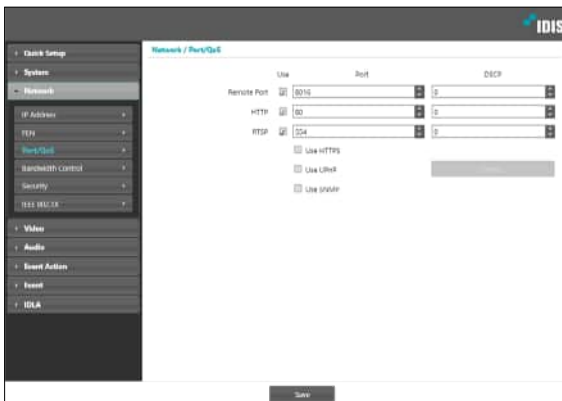 IDIS
Quick Setup
Network / Port/QoS
System
Network
Use Port DSCP
Remote Port 8016 0
IP Address
HTTP 80 0
FEN
RTSP 554 0
Port/QoS
Use HTTPS
Bandwidth Control
Use UPnP
Security
Use SNMP
IEEE 802.1X
Video
Audio
Event Action
Event
IDLA
Save